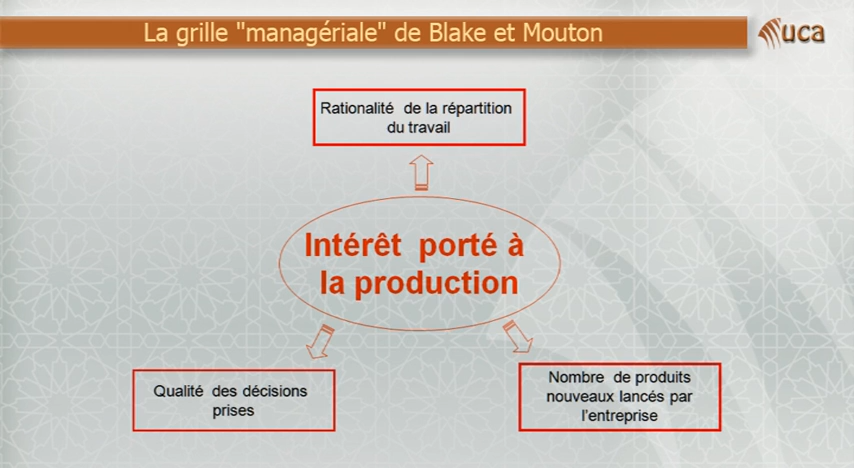 La grille "managériale" de Blake et Mouton
uca
Rationalité de la répartition
du travail
Intérêt porté à
la production
Qualité des décisions
prises
Nombre de produits
nouveaux lancés par
l'entreprise